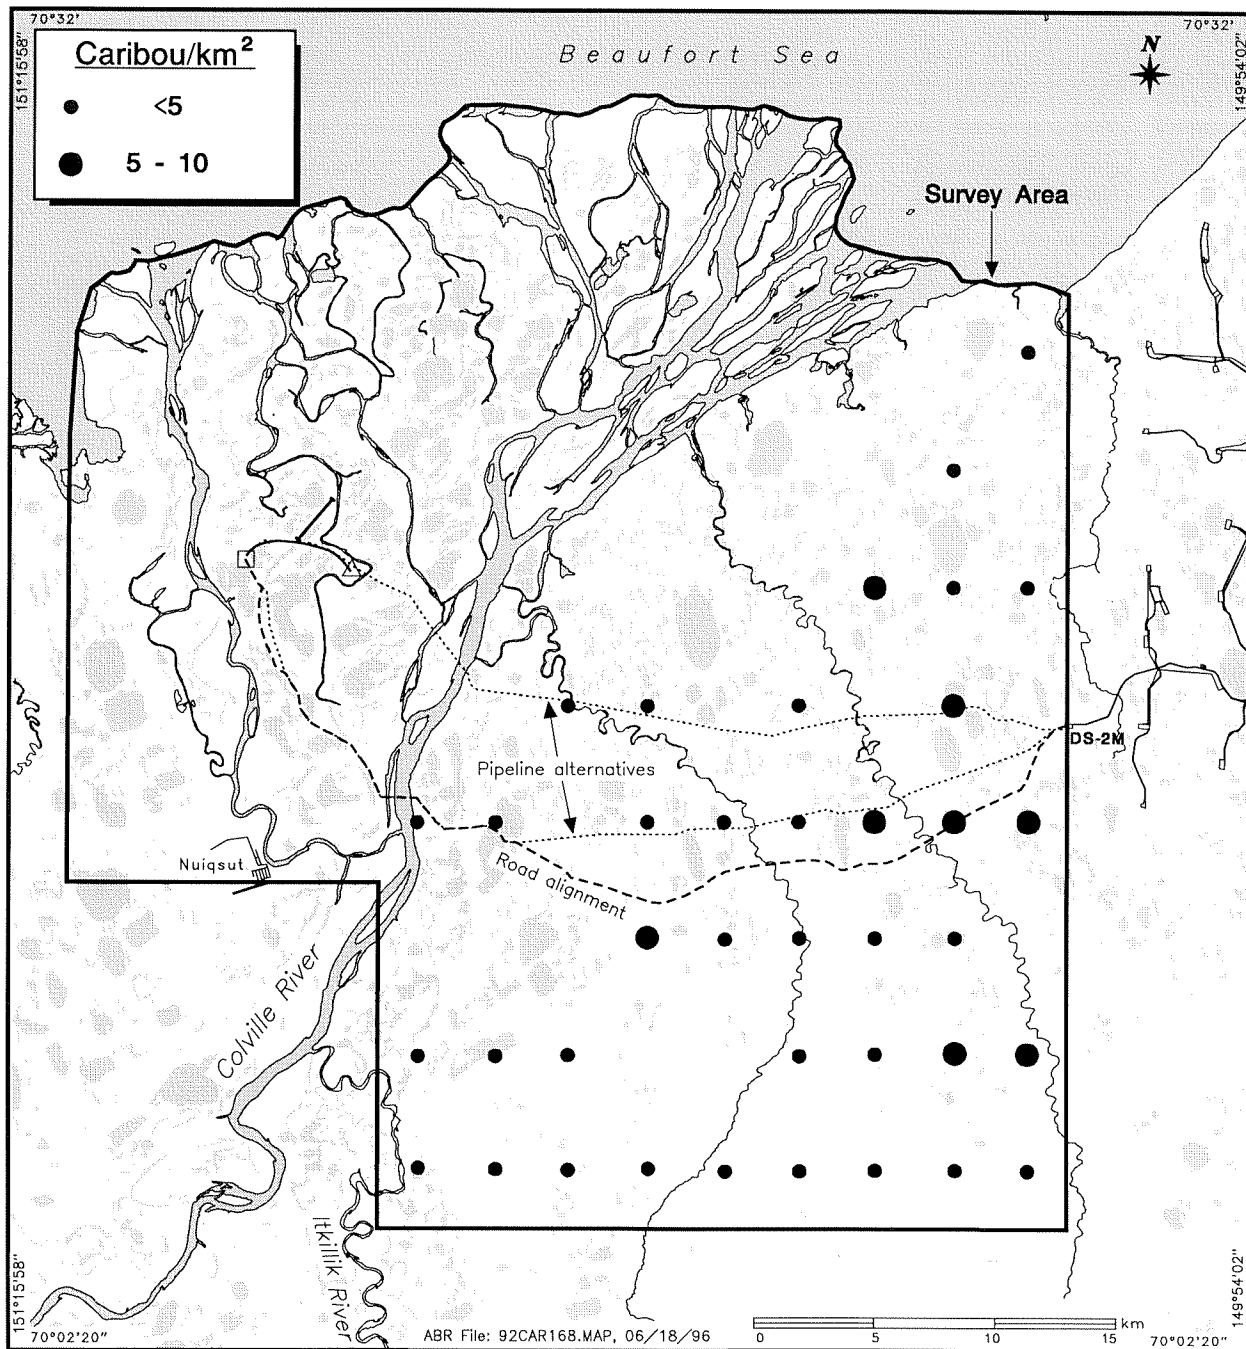 70°32' 70°32'
151°15'58" 149°54'02"
Caribou/km²
<5
5 - 10
Beaufort Sea
N
Survey Area
DS-2M
Pipeline alternatives
Road alignment
Nuiqsut
Colville River
Itkillik River
151°15'58" 149°54'02"
0 5 10 15 km
70°02'20" ABR File: 92CAR168.MAP, 06/18/96 70°02'20"